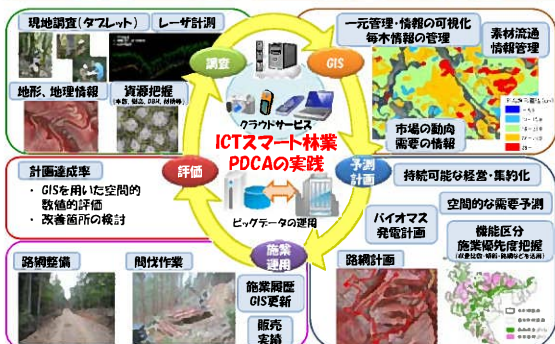 現地調査(タブレット)
レーザ計測
地形、地理情報
資源把握
調査
GIS
一元管理・情報の可視化
毎木情報の管理
素材流通
情報管理
市場の動向
需要の情報
クラウドサービス
ICTスマート林業
PDCAの実践
ビッグデータの運用
評価
予測
計画
施業
運用
計画達成率
・ GISを用いた空間的
数値的評価
・ 改善箇所の検討
持続可能な経営・集約化
空間的な需要予測
バイオマス
発電計画
機能区分
施業優先度把握
路網計画
路網整備
間伐作業
施業履歴
GIS更新
販売
実績